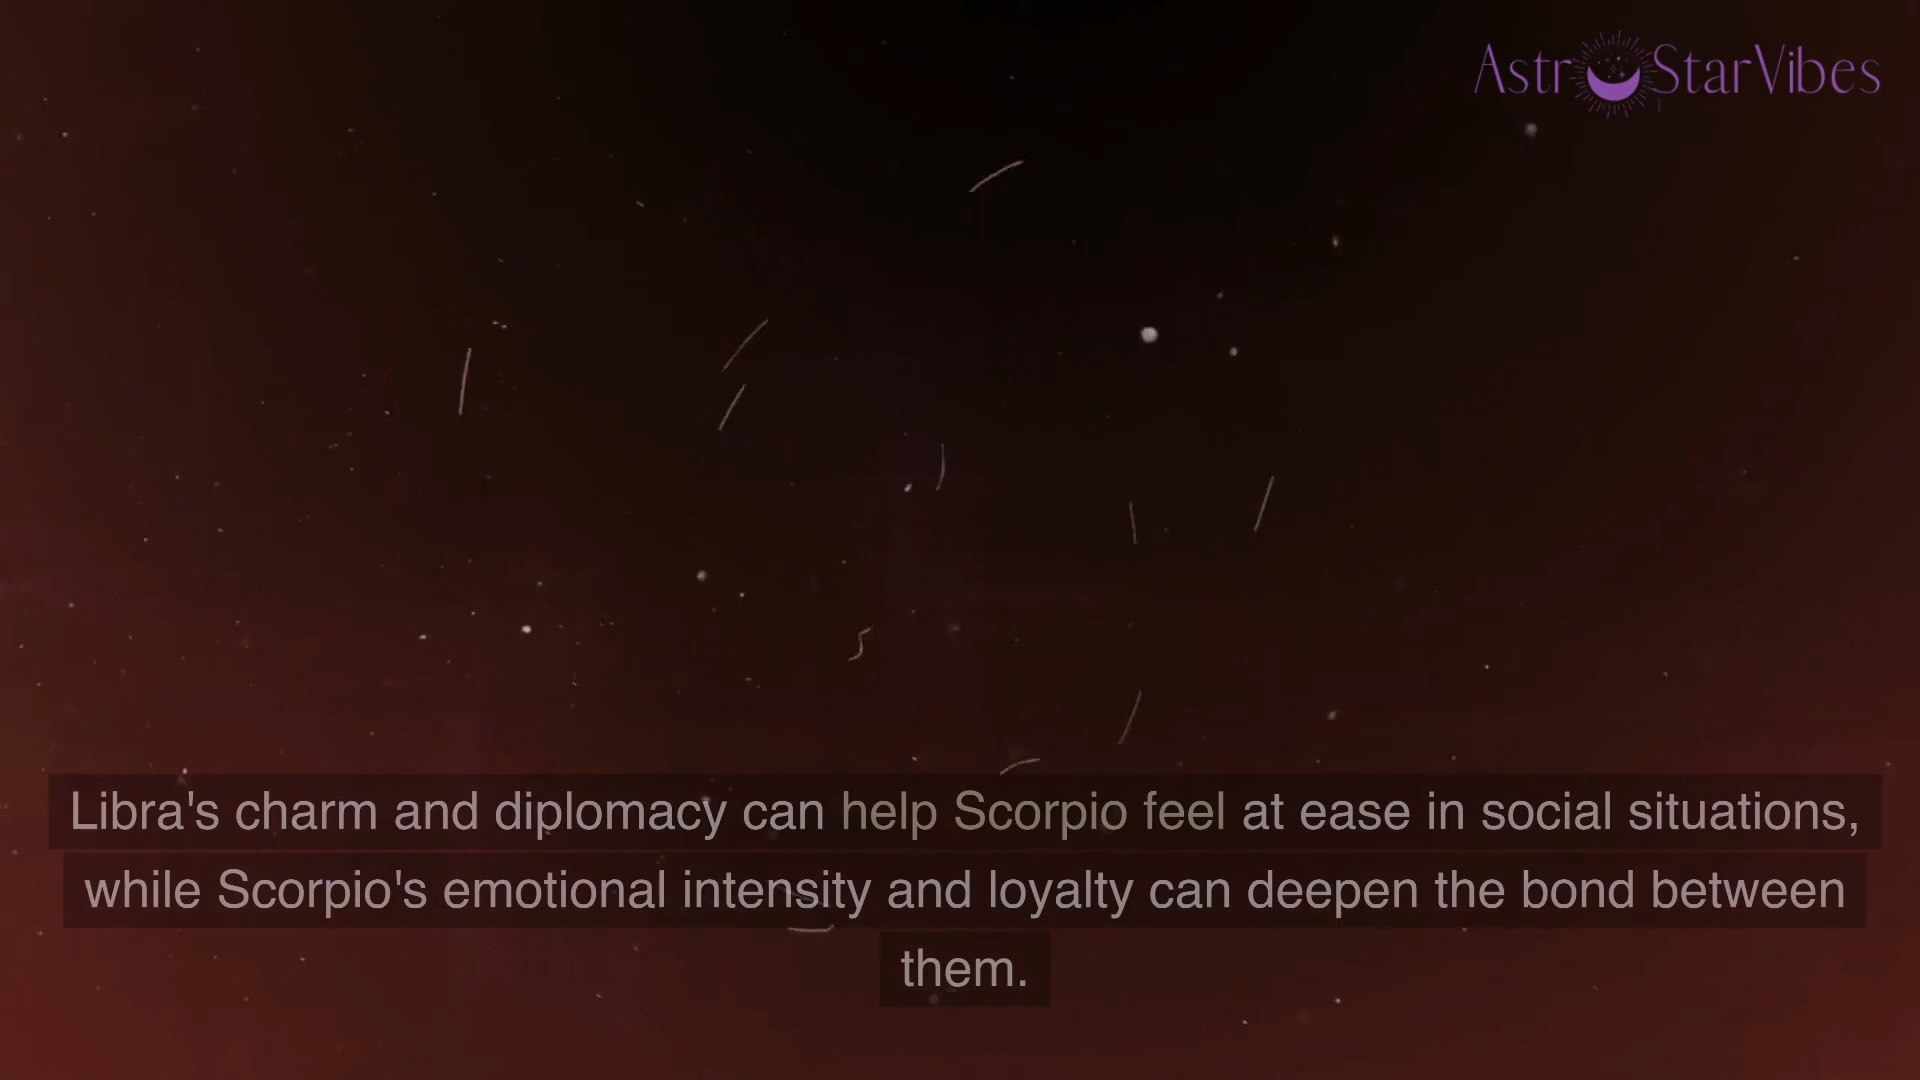 AstroStarVibes
Libra's charm and diplomacy can help Scorpio feel at ease in social situations,
while Scorpio's emotional intensity and loyalty can deepen the bond between
them.